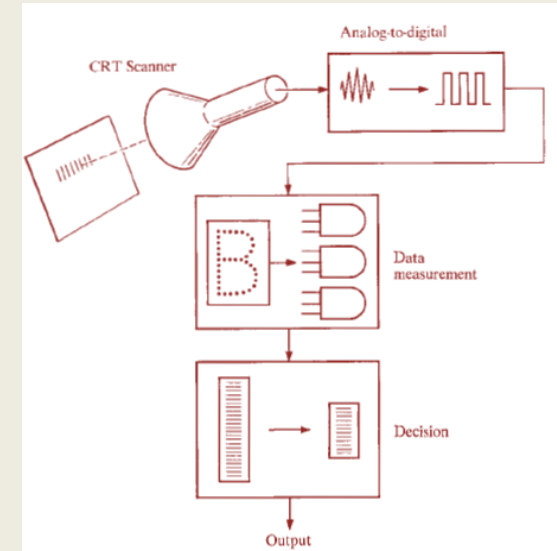 Analog-to-digital
CRT Scanner
B
Data
measurement
Decision
Output